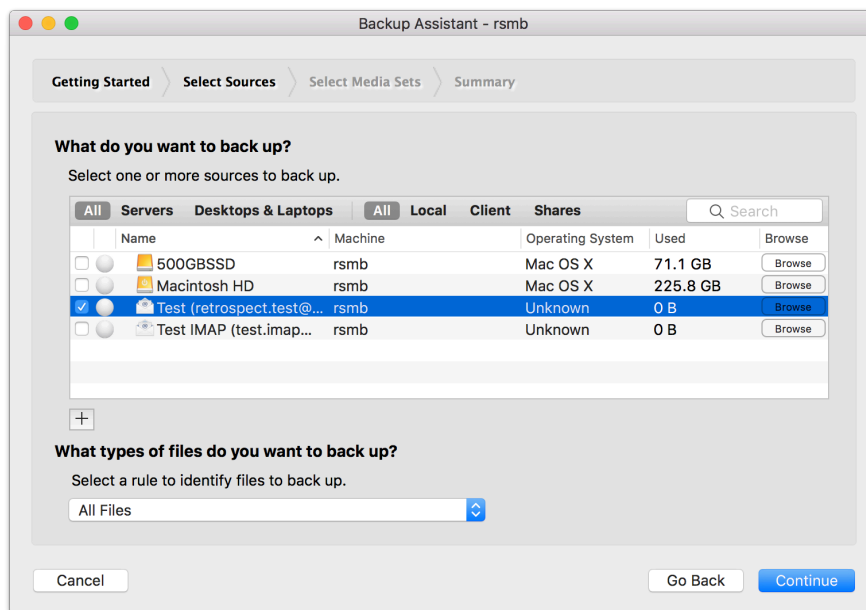 Backup Assistant - rsmb
Getting Started Select Sources Select Media Sets Summary
What do you want to back up?
Select one or more sources to back up.
All Servers Desktops & Laptops All Local Client Shares Search
Name Machine Operating System Used Browse
500GBSSD rsmb Mac OS X 71.1 GB Browse
Macintosh HD rsmb Mac OS X 225.8 GB Browse
Test (retrospect.test@... rsmb Unknown 0 B Browse
Test IMAP (test.imap... rsmb Unknown 0 B Browse
+
What types of files do you want to back up?
Select a rule to identify files to back up.
All Files
Cancel Go Back Continue